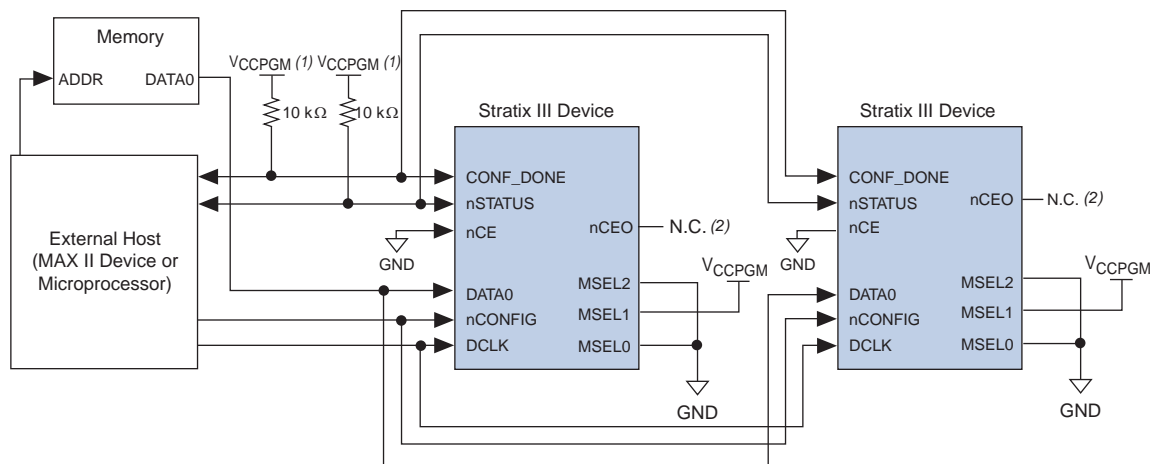 Memory
ADDR DATA0
VCCPGM (1) VCCPGM (1)
10 kΩ 10 kΩ
External Host
(MAX II Device or
Microprocessor)
Stratix III Device
CONF_DONE
nSTATUS
nCE
nCEO
N.C. (2)
GND
DATA0
nCONFIG
DCLK
MSEL2
MSEL1
MSEL0
VCCPGM
GND
Stratix III Device
CONF_DONE
nSTATUS
nCE
nCEO
N.C. (2)
GND
DATA0
nCONFIG
DCLK
MSEL2
MSEL1
MSEL0
VCCPGM
GND